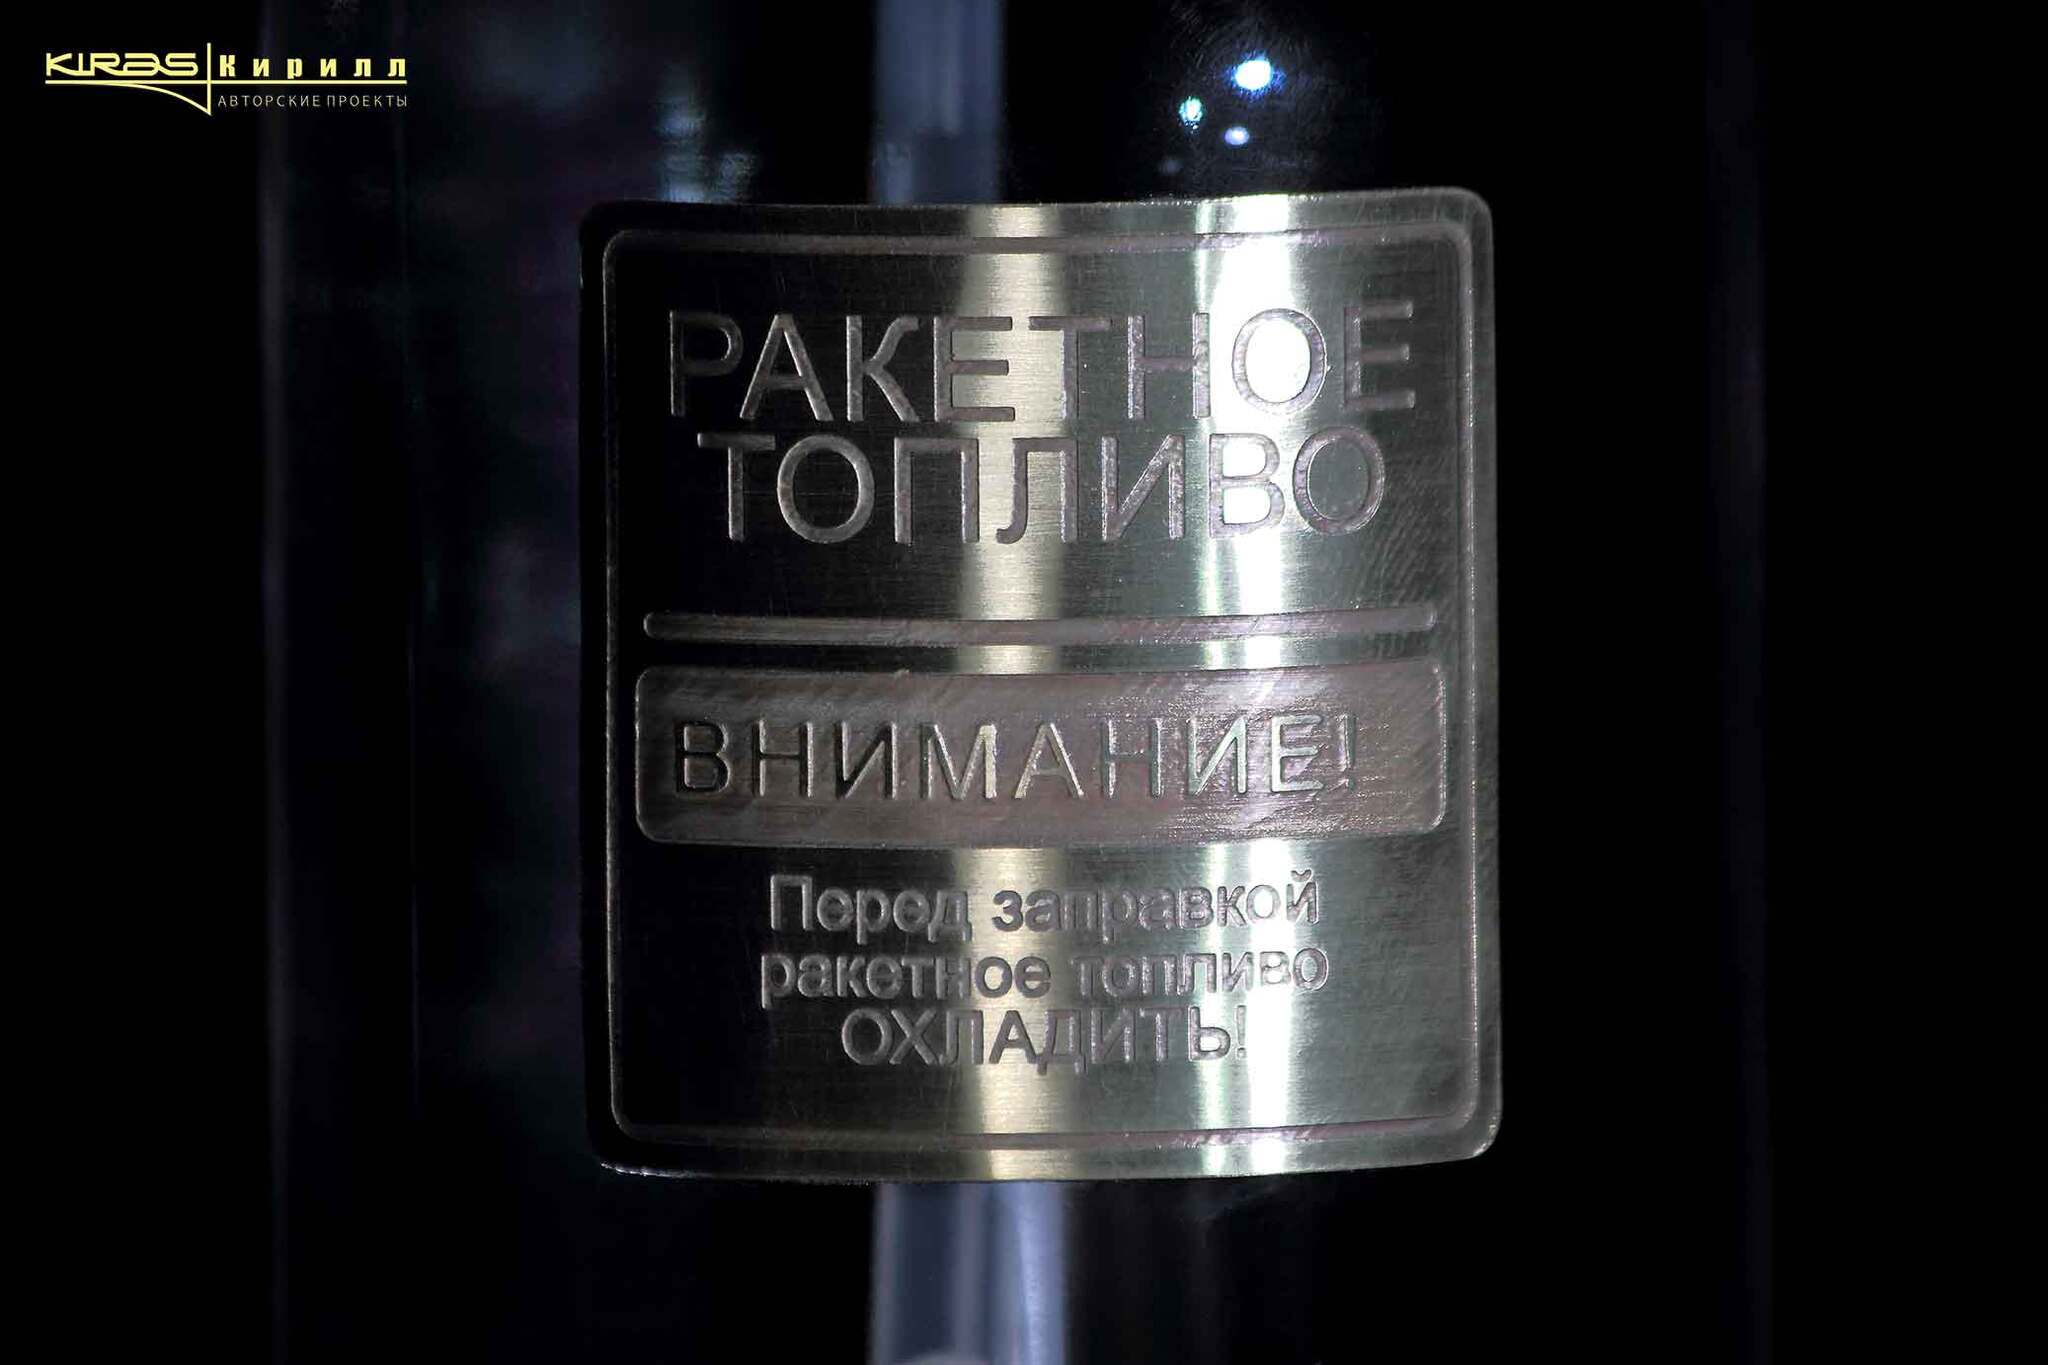 KIRAS Кирилл
АВТОРСКИЕ ПРОЕКТЫ
РАКЕТНОЕ
ТОПЛИВО
ВНИМАНИЕ!
Перед заправкой
ракетное топливо
ОХЛАДИТЬ!